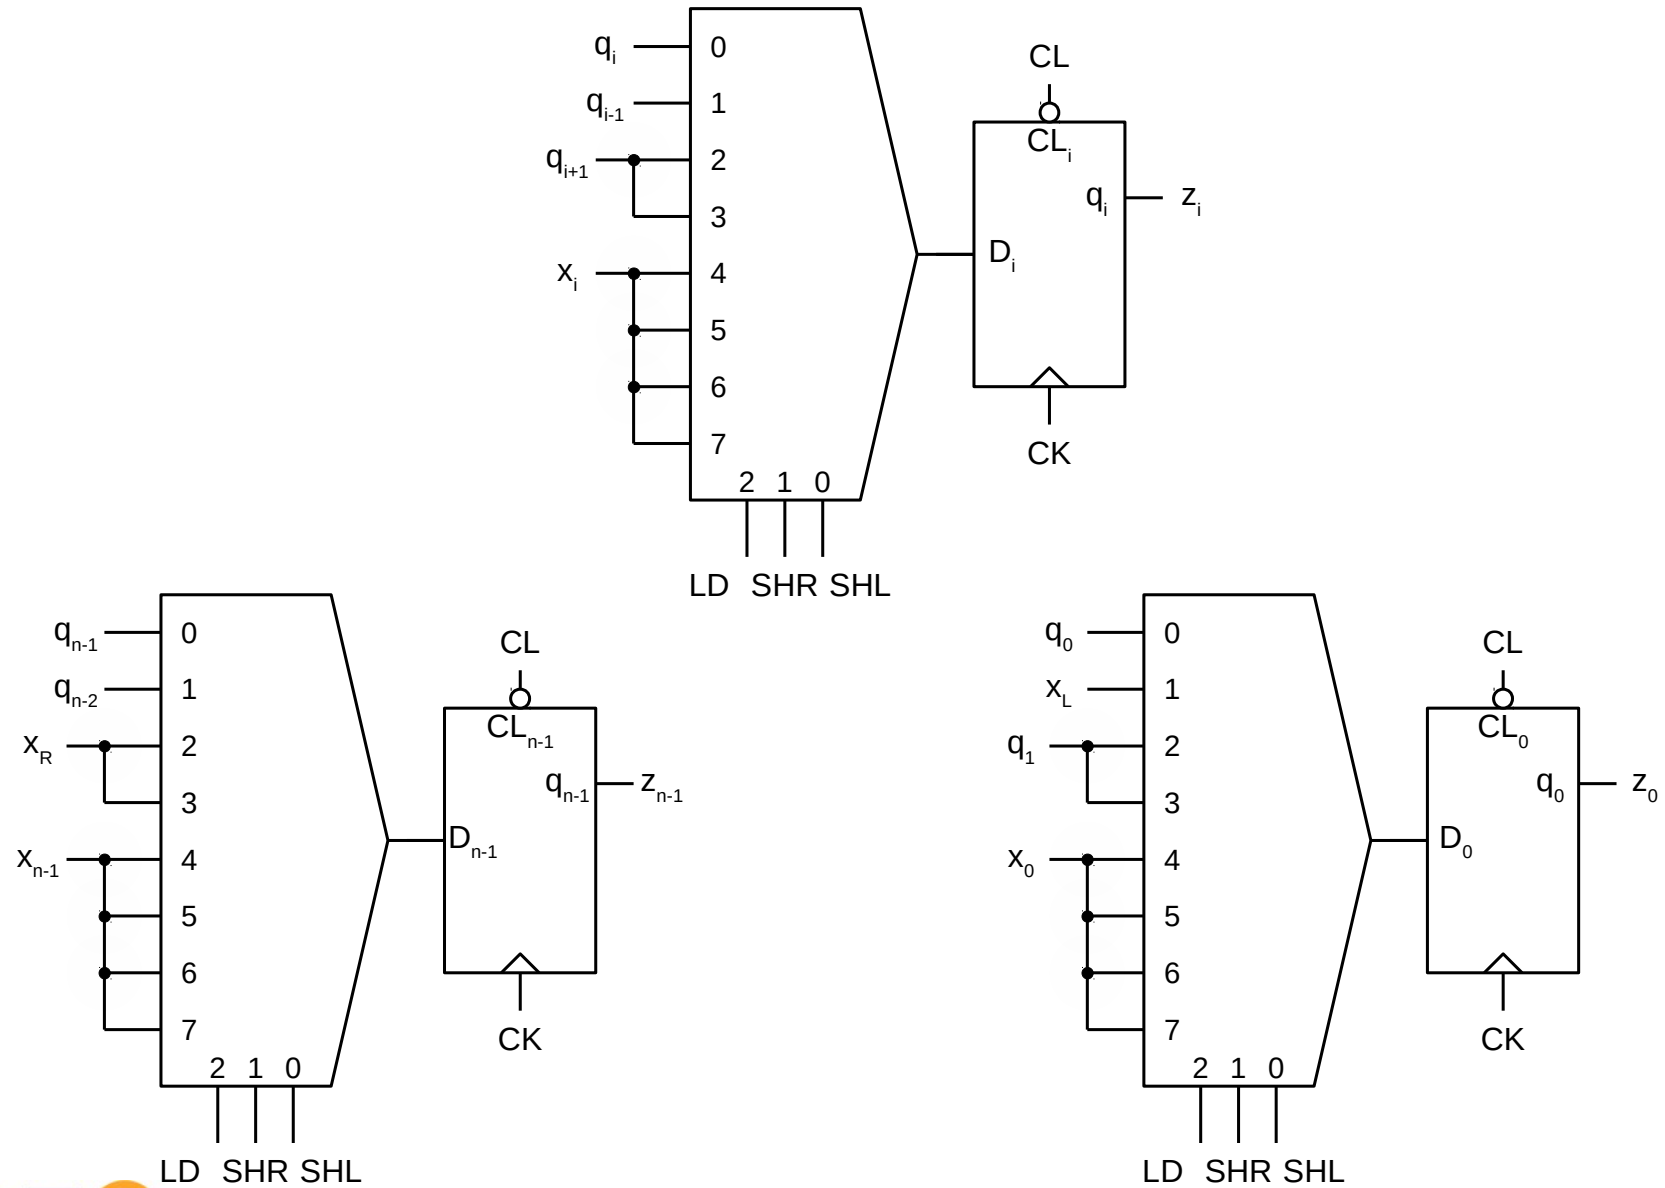 q_i 0
CL
q_i-1 1
CL_i
q_i+1 2
q_i z_i
3
D_i
x_i 4
5
6
7
CK
2 1 0
LD SHR SHL
q_n-1 0
CL
q_n-2 1
CL_n-1
x_R 2
q_n-1 z_n-1
3
D_n-1
x_n-1 4
5
6
7
CK
2 1 0
LD SHR SHL
q_0 0
CL
x_L 1
CL_0
q_1 2
q_0 z_0
3
D_0
x_0 4
5
6
7
CK
2 1 0
LD SHR SHL